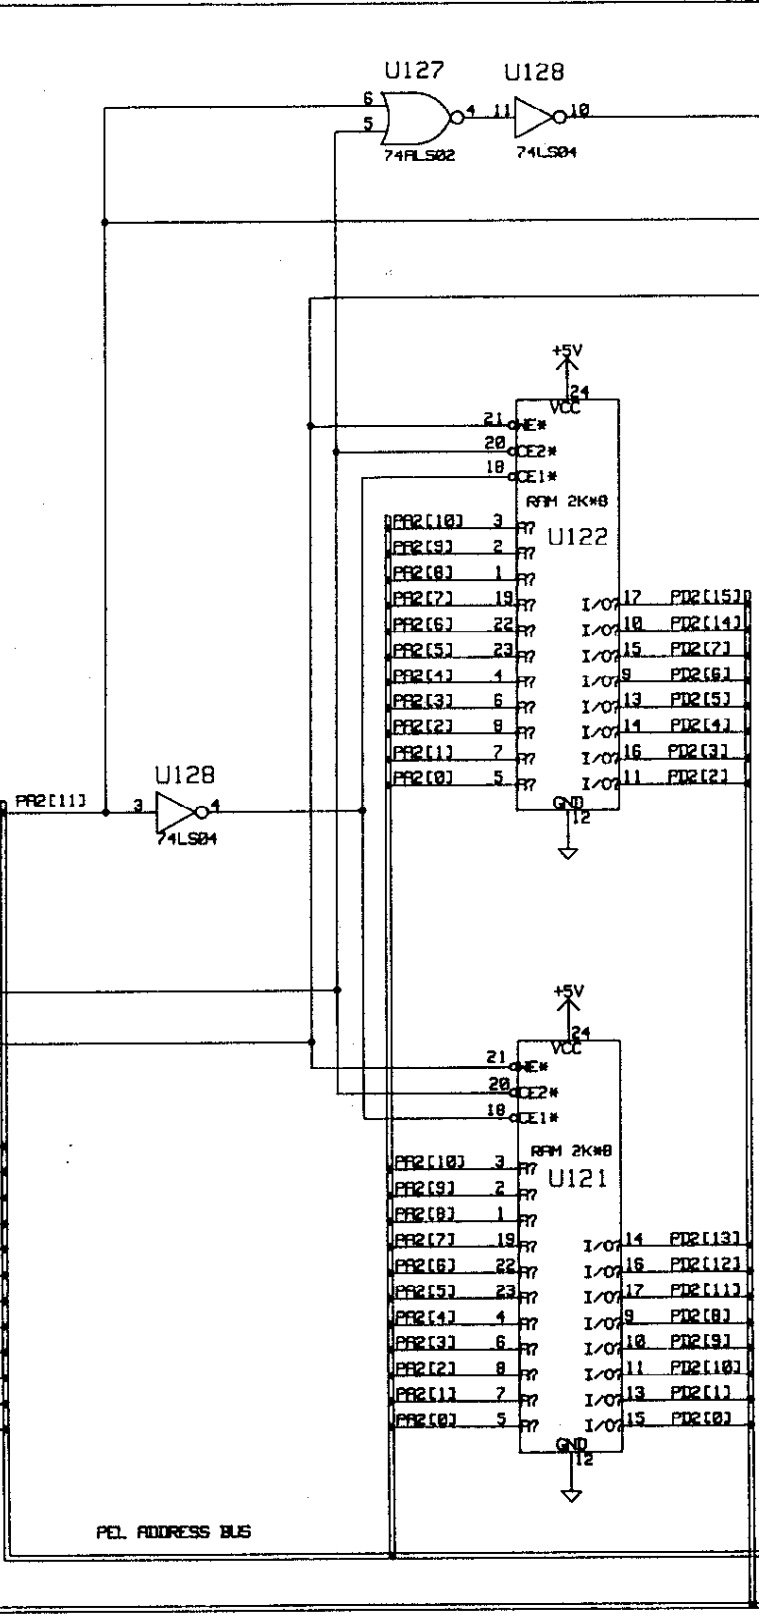 U127 U128
6 4 11 10
5
74ALS02 74LS04
+5V
24
VCC
21 WE*
20 CE2*
18 CE1*
RAM 2K*8
U122
PA2[10] 3 A?
PA2[9] 2 A?
PA2[8] 1 A?
PA2[7] 19 A? I/O? 17 PD2[15]
PA2[6] 22 A? I/O? 10 PD2[14]
PA2[5] 23 A? I/O? 15 PD2[7]
PA2[4] 4 A? I/O? 9 PD2[6]
PA2[3] 6 A? I/O? 13 PD2[5]
PA2[2] 8 A? I/O? 14 PD2[4]
PA2[1] 7 A? I/O? 16 PD2[3]
PA2[0] 5 A? I/O? 11 PD2[2]
GND
12
U128
PA2[11] 3 4
74LS04
+5V
24
VCC
21 WE*
20 CE2*
18 CE1*
RAM 2K*8
U121
PA2[10] 3 A?
PA2[9] 2 A?
PA2[8] 1 A?
PA2[7] 19 A? I/O? 14 PD2[13]
PA2[6] 22 A? I/O? 16 PD2[12]
PA2[5] 23 A? I/O? 17 PD2[11]
PA2[4] 4 A? I/O? 9 PD2[8]
PA2[3] 6 A? I/O? 10 PD2[9]
PA2[2] 8 A? I/O? 11 PD2[10]
PA2[1] 7 A? I/O? 13 PD2[1]
PA2[0] 5 A? I/O? 15 PD2[0]
GND
12
PEL ADDRESS BUS